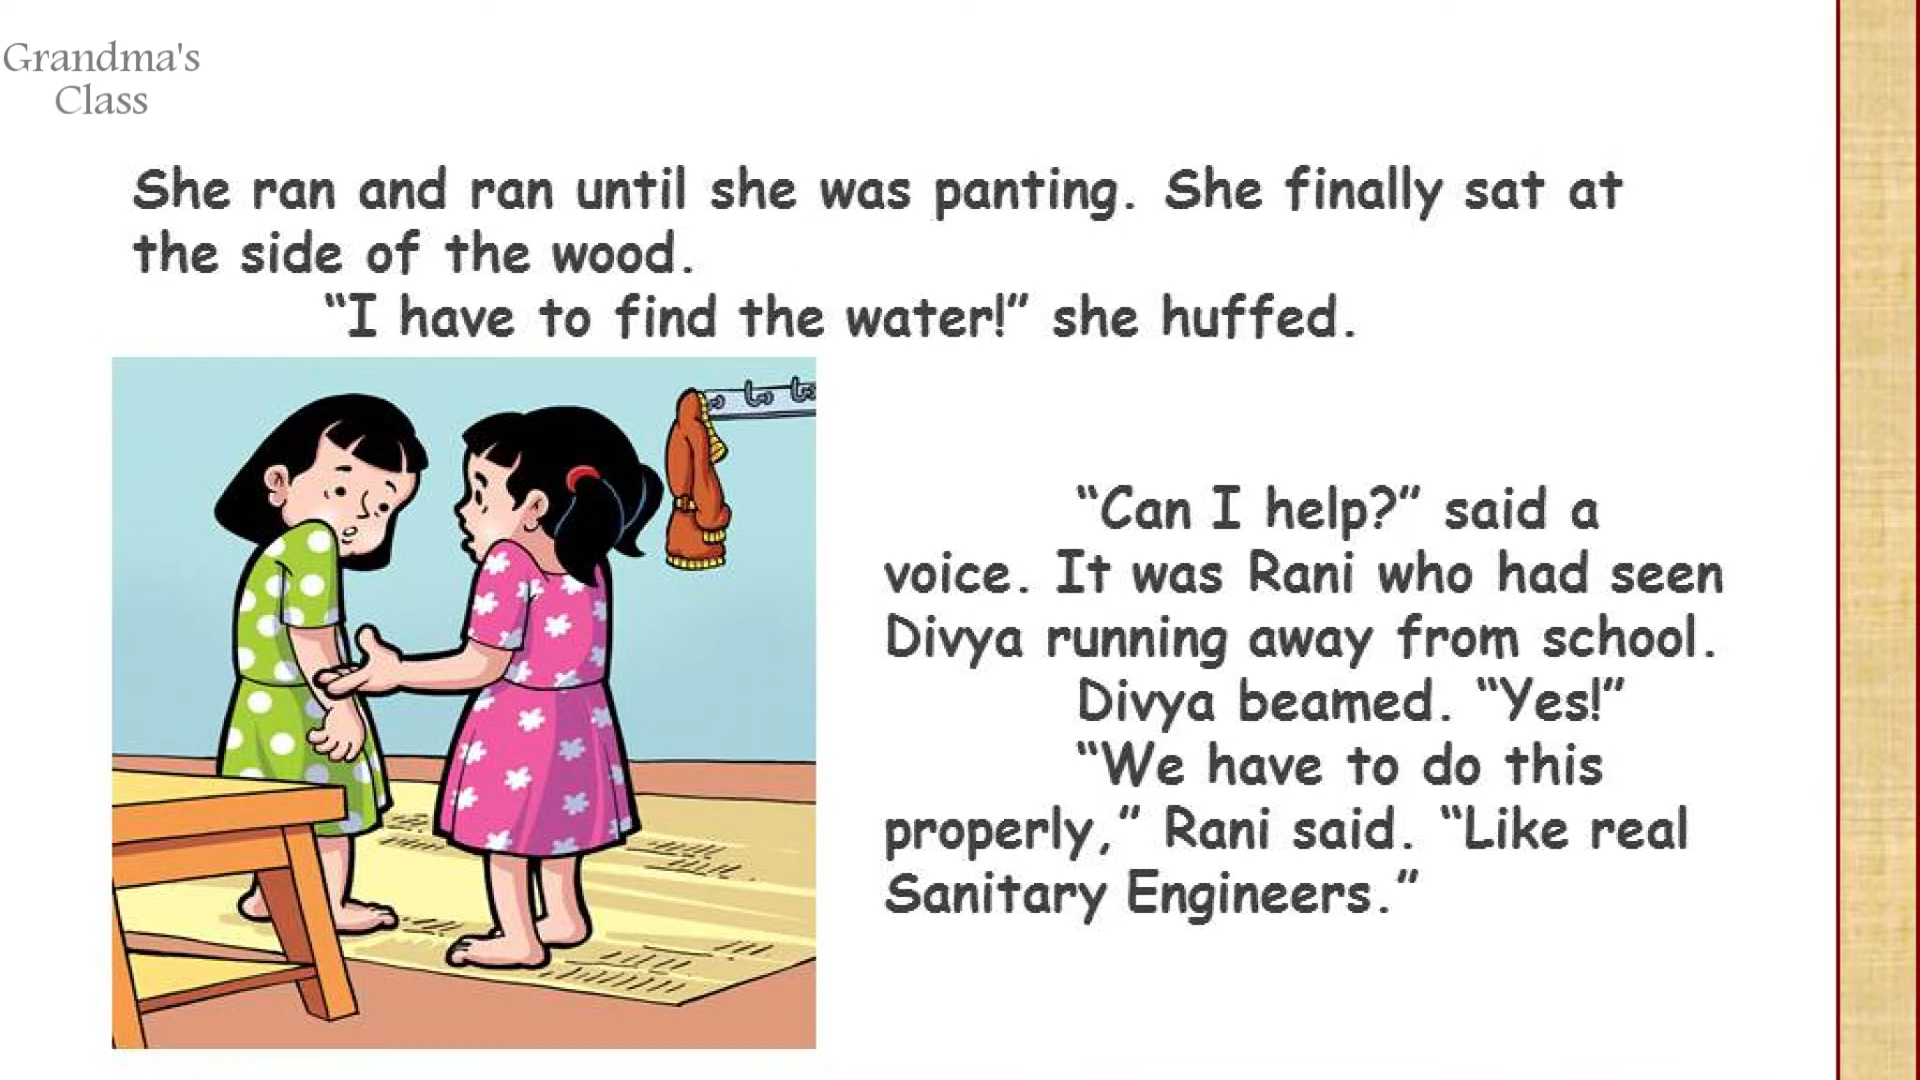 Grandma's
Class
She ran and ran until she was panting. She finally sat at
the side of the wood.
“I have to find the water!” she huffed.
“Can I help?” said a
voice. It was Rani who had seen
Divya running away from school.
Divya beamed. “Yes!”
“We have to do this
properly,” Rani said. “Like real
Sanitary Engineers.”